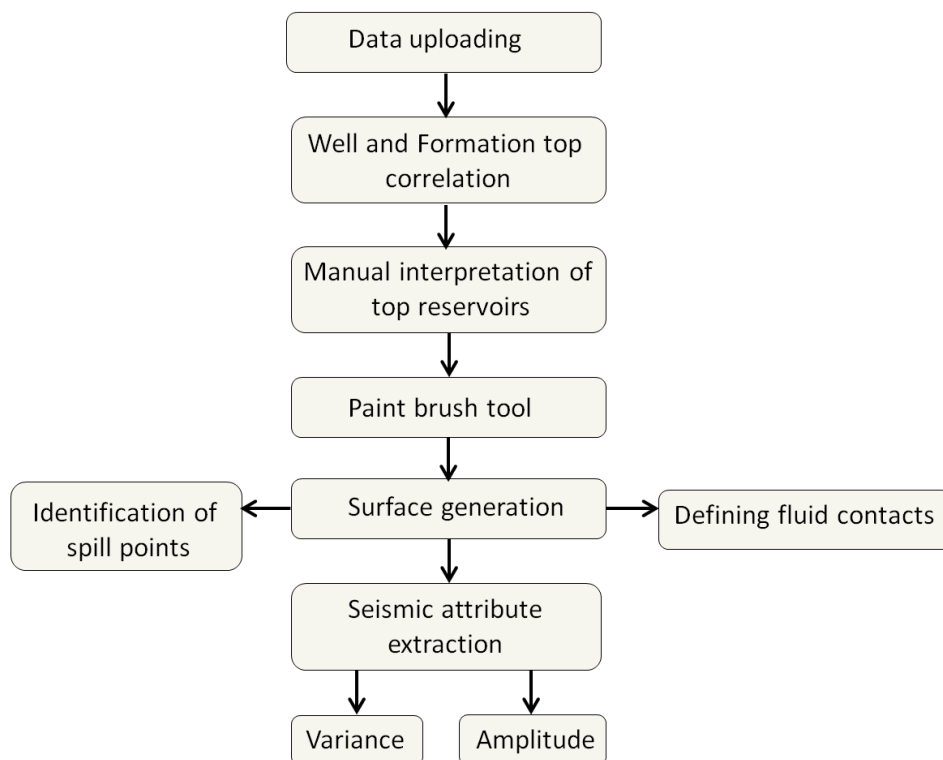 Data uploading
Well and Formation top
correlation
Manual interpretation of
top reservoirs
Paint brush tool
Surface generation
Identification of
spill points
Defining fluid contacts
Seismic attribute
extraction
Variance
Amplitude